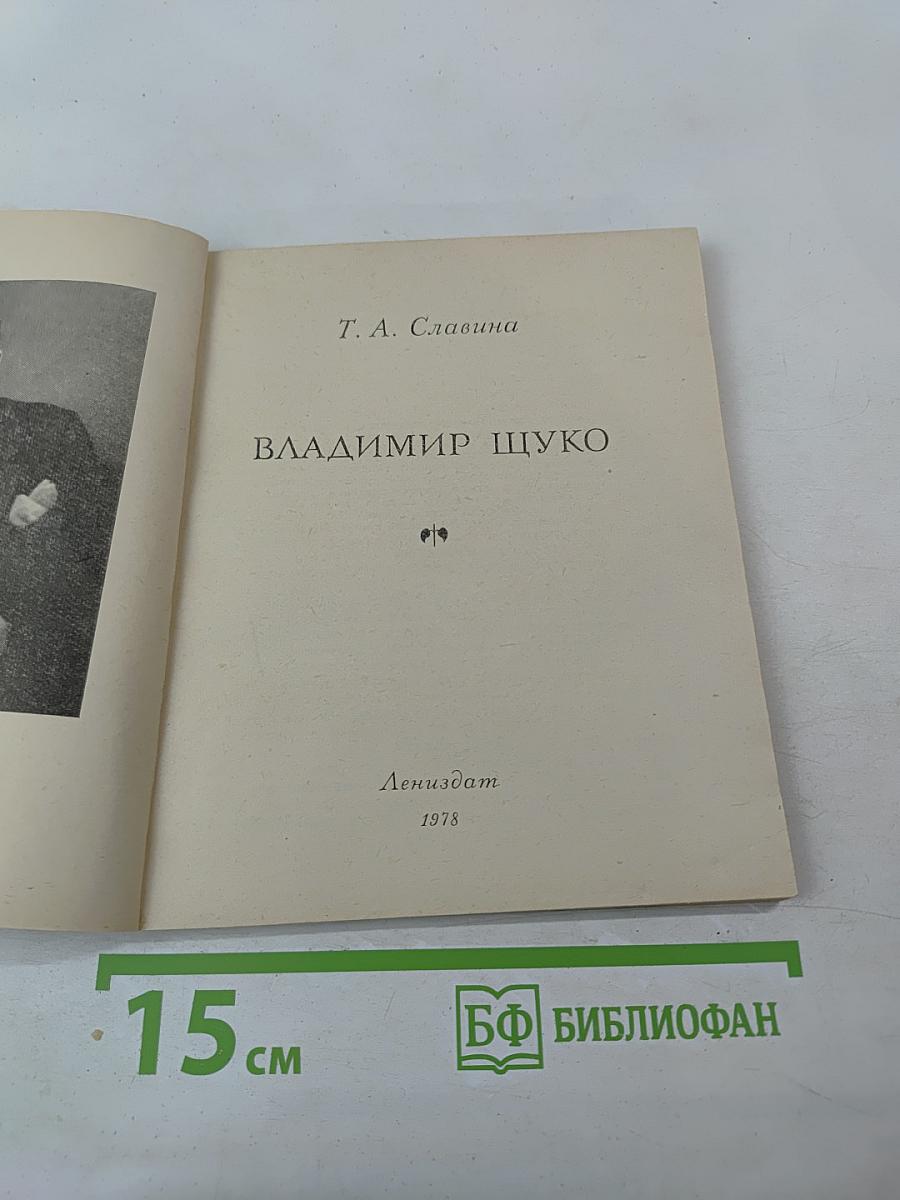 Т. А. Славина
ВЛАДИМИР ЩУКО
Лениздат
1978
15 см
БФ БИБЛИОФАН